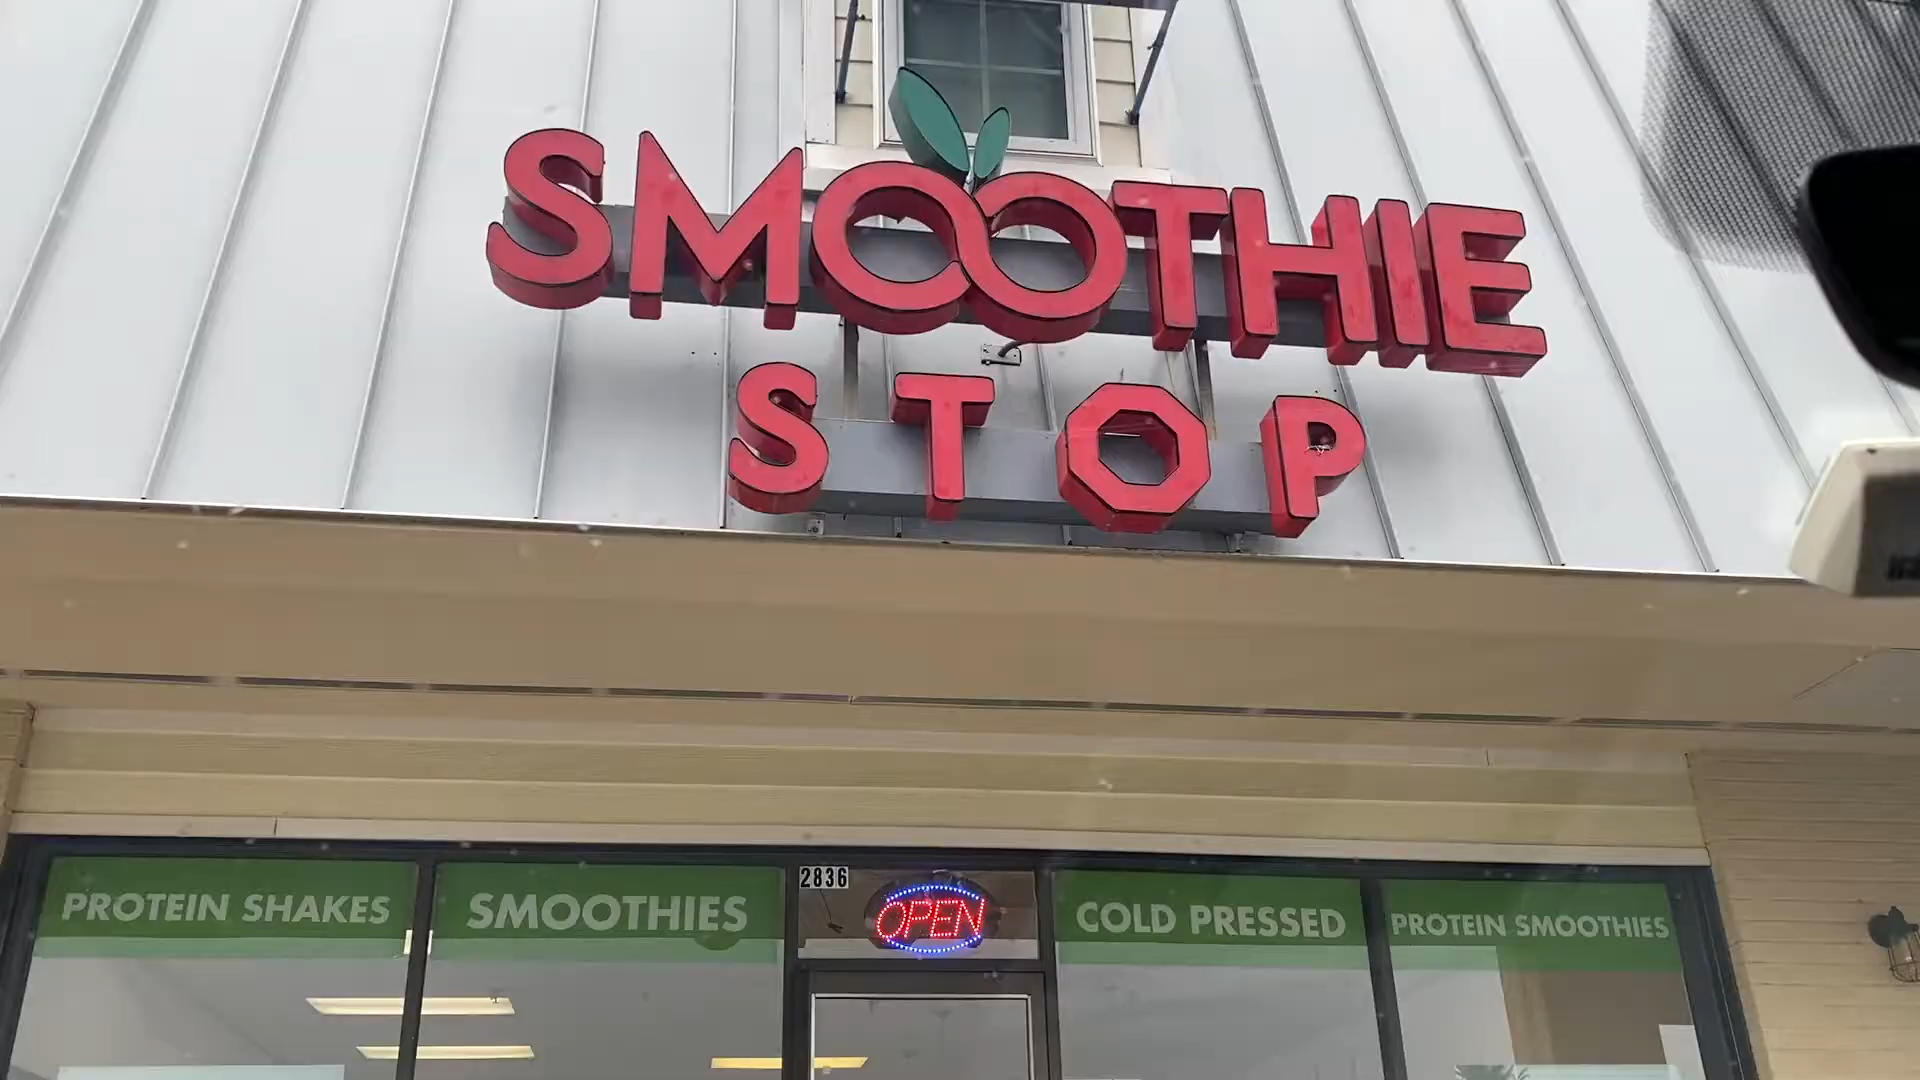 SMOOTHIE
STOP
2836
PROTEIN SHAKES
SMOOTHIES
OPEN
COLD PRESSED
PROTEIN SMOOTHIES